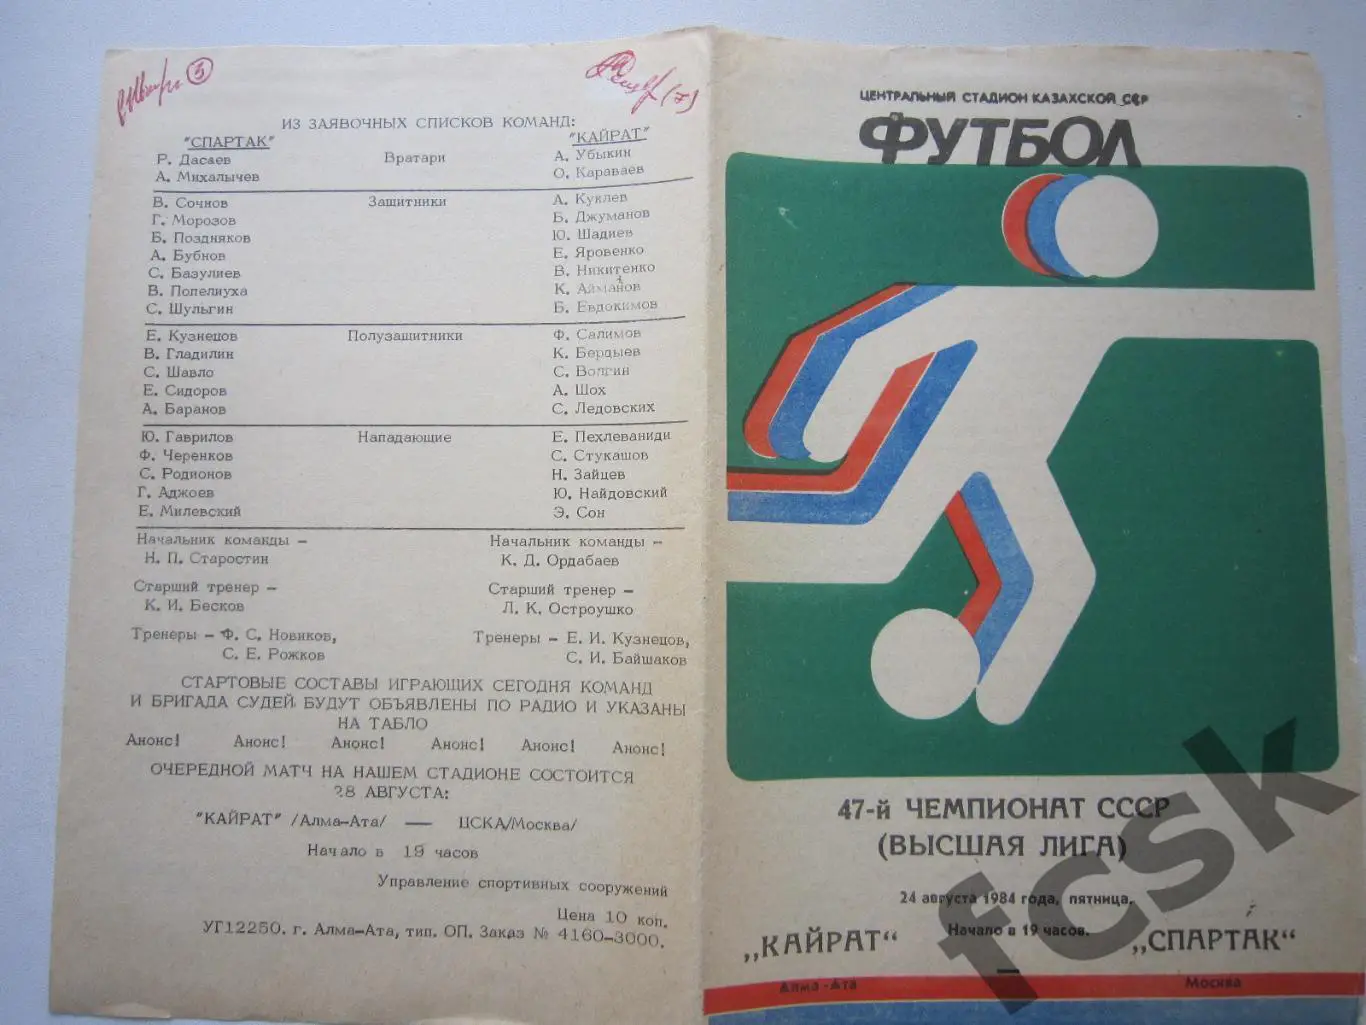 ИЗ ЗАЯВОЧНЫХ СПИСКОВ КОМАНД:
"СПАРТАК" "КАЙРАТ"
Р. Дасаев Вратари А. Убыкин
А. Михалычев О. Караваев
В. Сочнов Защитники А. Куклев
Г. Морозов Б. Джуманов
Б. Поздняков Ю. Шадиев
А. Бубнов Е. Яровенко
С. Базулиев В. Никитенко
В. Попелнуха К. Айманов
С. Шульгин Б. Евдокимов
Е. Кузнецов Полузащитники Ф. Салимов
В. Гладилин К. Бердыев
С. Шавло С. Волгин
Е. Сидоров А. Шох
А. Баранов С. Ледовских
Ю. Гаврилов Нападающие Е. Пехлеваниди
Ф. Черенков С. Стукашов
С. Родионов Н. Зайцев
Г. Аджоев Ю. Найдовский
Е. Милевский Э. Сон
Начальник команды – Начальник команды –
Н. П. Старостин К. Д. Ордабаев
Старший тренер – Старший тренер –
К. И. Бесков Л. К. Остроушко
Тренеры – Ф. С. Новиков, Тренеры – Е. И. Кузнецов,
С. Е. Рожков С. И. Байшаков
СТАРТОВЫЕ СОСТАВЫ ИГРАЮЩИХ СЕГОДНЯ КОМАНД
И БРИГАДА СУДЕЙ БУДУТ ОБЪЯВЛЕНЫ ПО РАДИО И УКАЗАНЫ
НА ТАБЛО
Анонс! Анонс! Анонс! Анонс! Анонс! Анонс!
ОЧЕРЕДНОЙ МАТЧ НА НАШЕМ СТАДИОНЕ СОСТОИТСЯ
28 АВГУСТА:
"КАЙРАТ" /Алма-Ата/ — ЦСКА/Москва/
Начало в 19 часов
Управление спортивных сооружений
Цена 10 коп.
УГ12250. г. Алма-Ата, тип. ОП. Заказ № 4160-3000.
ЦЕНТРАЛЬНЫЙ СТАДИОН КАЗАХСКОЙ ССР
ФУТБОЛ
47-й ЧЕМПИОНАТ СССР
(ВЫСШАЯ ЛИГА)
24 августа 1984 года, пятница.
Начало в 19 часов.
„КАЙРАТ“ – „СПАРТАК“
Алма-Ата Москва
fcsk